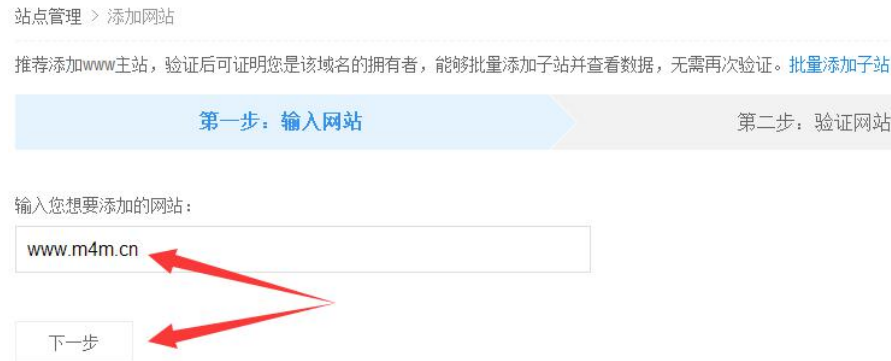 站点管理 > 添加网站
推荐添加www主站，验证后可证明您是该域名的拥有者，能够批量添加子站并查看数据，无需再次验证。批量添加子站
第一步：输入网站 第二步：验证网站
输入您想要添加的网站：
www.m4m.cn
下一步